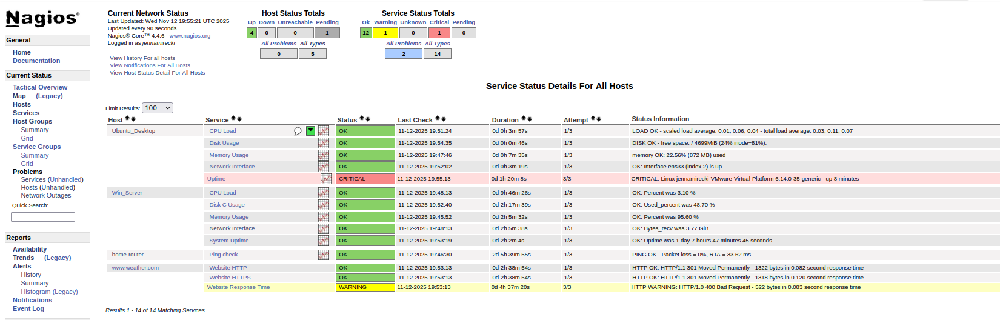 Nagios®
General
Home
Documentation
Current Status
Tactical Overview
Map (Legacy)
Hosts
Services
Host Groups
Summary
Grid
Service Groups
Summary
Grid
Problems
Services (Unhandled)
Hosts (Unhandled)
Network Outages
Quick Search:
Reports
Availability
Trends (Legacy)
Alerts
History
Summary
Histogram (Legacy)
Notifications
Event Log
Current Network Status
Last Updated: Wed Nov 12 19:55:21 UTC 2025
Updated every 90 seconds
Nagios® Core™ 4.4.6 - www.nagios.org
Logged in as jennamirecki
View History For all hosts
View Notifications For All Hosts
View Host Status Detail For All Hosts
Host Status Totals
Up Down Unreachable Pending
4 0 0 1
All Problems All Types
0 5
Service Status Totals
Ok Warning Unknown Critical Pending
12 1 0 1 0
All Problems All Types
2 14
Service Status Details For All Hosts
Limit Results: 100
Host Service Status Last Check Duration Attempt Status Information
Ubuntu_Desktop CPU Load OK 11-12-2025 19:51:24 0d 0h 3m 57s 1/3 LOAD OK - scaled load average: 0.01, 0.06, 0.04 - total load average: 0.03, 0.11, 0.07
Disk Usage OK 11-12-2025 19:54:35 0d 0h 0m 46s 1/3 DISK OK - free space: / 4699MiB (24% inode=81%):
Memory Usage OK 11-12-2025 19:47:46 0d 0h 7m 35s 1/3 memory OK: 22.56% (872 MB) used
Network Interface OK 11-12-2025 19:52:02 0d 0h 3m 19s 1/3 OK: Interface ens33 (index 2) is up.
Uptime CRITICAL 11-12-2025 19:55:13 0d 1h 20m 8s 3/3 CRITICAL: Linux jennamirecki-VMware-Virtual-Platform 6.14.0-35-generic - up 8 minutes
Win_Server CPU Load OK 11-12-2025 19:48:13 0d 9h 46m 26s 1/3 OK: Percent was 3.10 %
Disk C Usage OK 11-12-2025 19:52:40 0d 2h 17m 39s 1/3 OK: Used_percent was 48.70 %
Memory Usage OK 11-12-2025 19:45:52 0d 2h 5m 32s 1/3 OK: Percent was 95.60 %
Network Interface OK 11-12-2025 19:48:13 0d 2h 5m 38s 1/3 OK: Bytes_recv was 3.77 GiB
System Uptime OK 11-12-2025 19:53:19 0d 2h 2m 4s 1/3 OK: Uptime was 1 day 7 hours 47 minutes 45 seconds
home-router Ping check OK 11-12-2025 19:46:30 2d 5h 39m 55s 1/3 PING OK - Packet loss = 0%, RTA = 33.62 ms
www.weather.com Website HTTP OK 11-12-2025 19:53:13 0d 2h 38m 54s 1/3 HTTP OK: HTTP/1.1 301 Moved Permanently - 1322 bytes in 0.082 second response time
Website HTTPS OK 11-12-2025 19:53:13 0d 2h 38m 54s 1/3 HTTP OK: HTTP/1.1 301 Moved Permanently - 1318 bytes in 0.120 second response time
Website Response Time WARNING 11-12-2025 19:53:13 0d 4h 37m 20s 3/3 HTTP WARNING: HTTP/1.0 400 Bad Request - 522 bytes in 0.083 second response time
Results 1 - 14 of 14 Matching Services